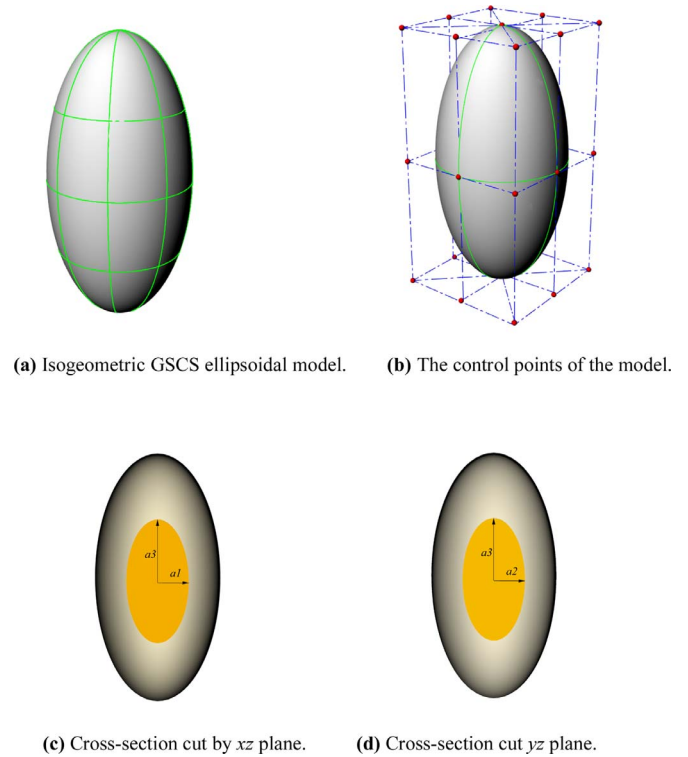 (a) Isogeometric GSCS ellipsoidal model.
(b) The control points of the model.
a3
a1
a3
a2
(c) Cross-section cut by xz plane.
(d) Cross-section cut yz plane.